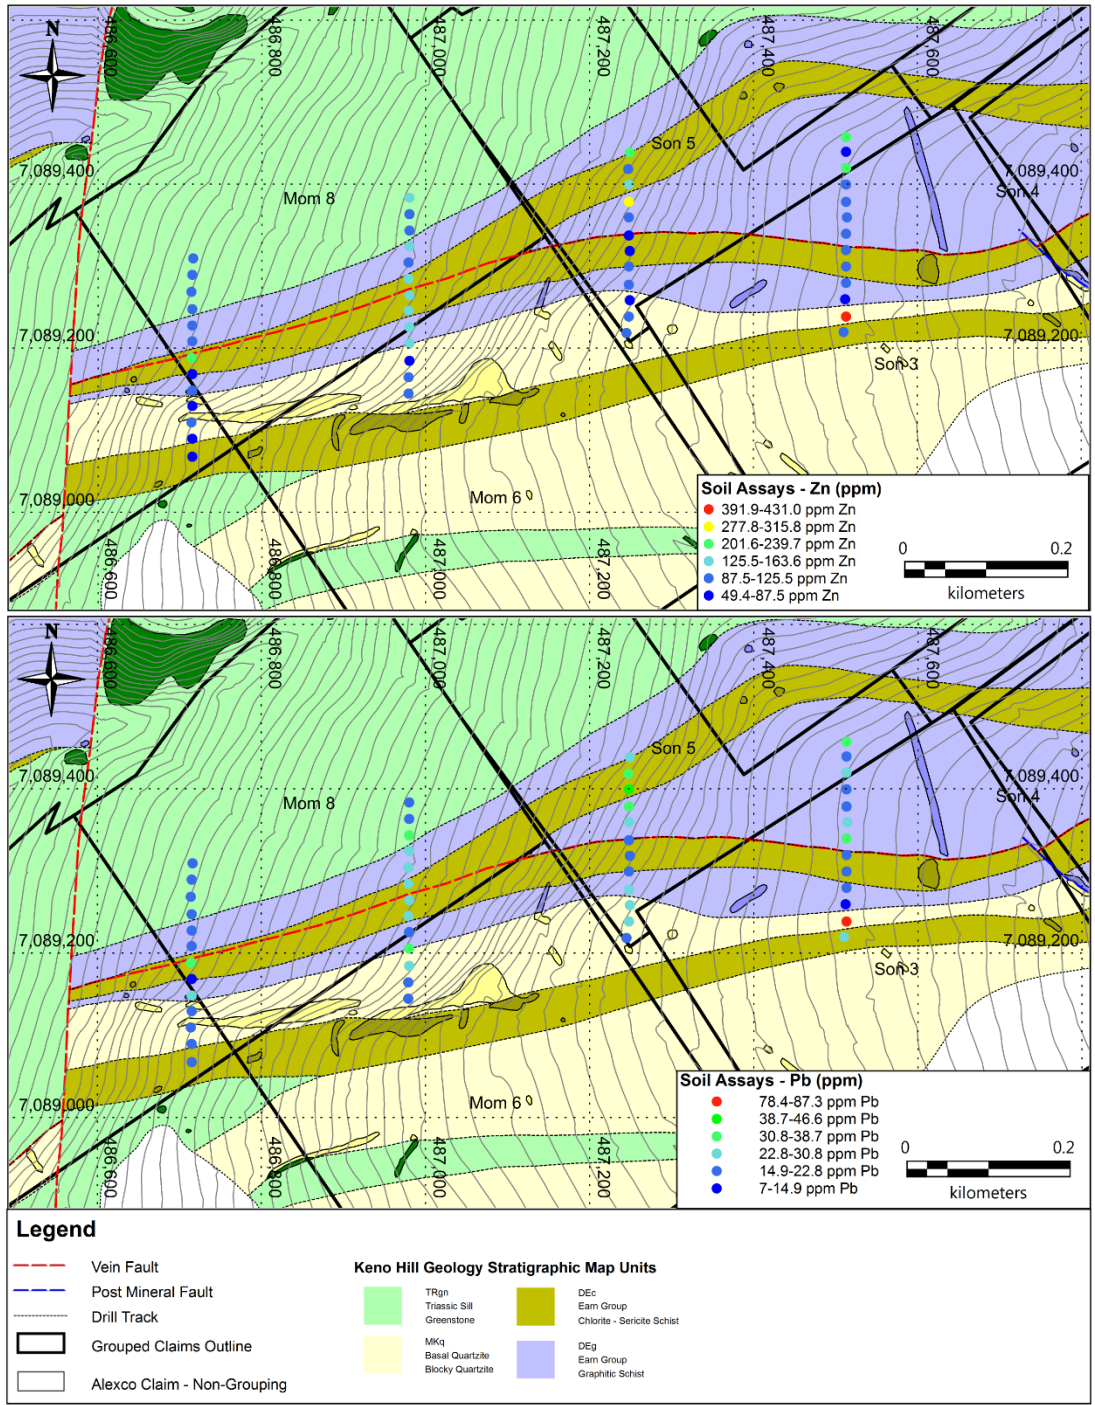 N
486,600
486,800
487,000
487,200
487,400
487,600
Son 5
7,089,400
7,089,400
Son 4
Mom 8
Mom 6
7,089,200
7,089,200
Son 3
Mom 6
7,089,000
486,600
486,800
487,000
487,200
Soil Assays - Zn (ppm)
391.9-431.0 ppm Zn
277.8-315.8 ppm Zn
201.6-239.7 ppm Zn
125.5-163.6 ppm Zn
87.5-125.5 ppm Zn
49.4-87.5 ppm Zn
0
0.2
kilometers
N
486,600
486,800
487,000
487,200
487,400
487,600
Son 5
7,089,400
7,089,400
Son 4
Mom 8
7,089,200
7,089,200
Son 3
Mom 6
7,089,000
486,600
486,800
487,000
487,200
Soil Assays - Pb (ppm)
78.4-87.3 ppm Pb
38.7-46.6 ppm Pb
30.8-38.7 ppm Pb
22.8-30.8 ppm Pb
14.9-22.8 ppm Pb
7-14.9 ppm Pb
0
0.2
kilometers
Legend
Vein Fault
Post Mineral Fault
Drill Track
Grouped Claims Outline
Alexco Claim - Non-Grouping
Keno Hill Geology Stratigraphic Map Units
TRgn
Triassic Sill
Greenstone
MKq
Basal Quartzite
Blocky Quartzite
DEc
Earn Group
Chlorite - Sericite Schist
DEg
Earn Group
Graphitic Schist